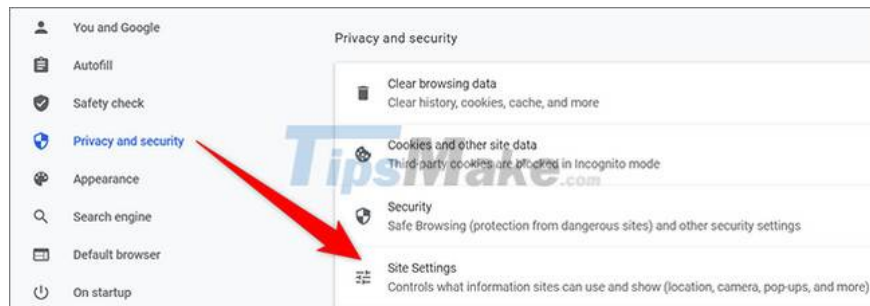 You and Google
Autofill
Safety check
Privacy and security
Appearance
Search engine
Default browser
On startup
Privacy and security
Clear browsing data
Clear history, cookies, cache, and more
Cookies and other site data
Third-party cookies are blocked in Incognito mode
TipsMake.com
Security
Safe Browsing (protection from dangerous sites) and other security settings
Site Settings
Controls what information sites can use and show (location, camera, pop-ups, and more)